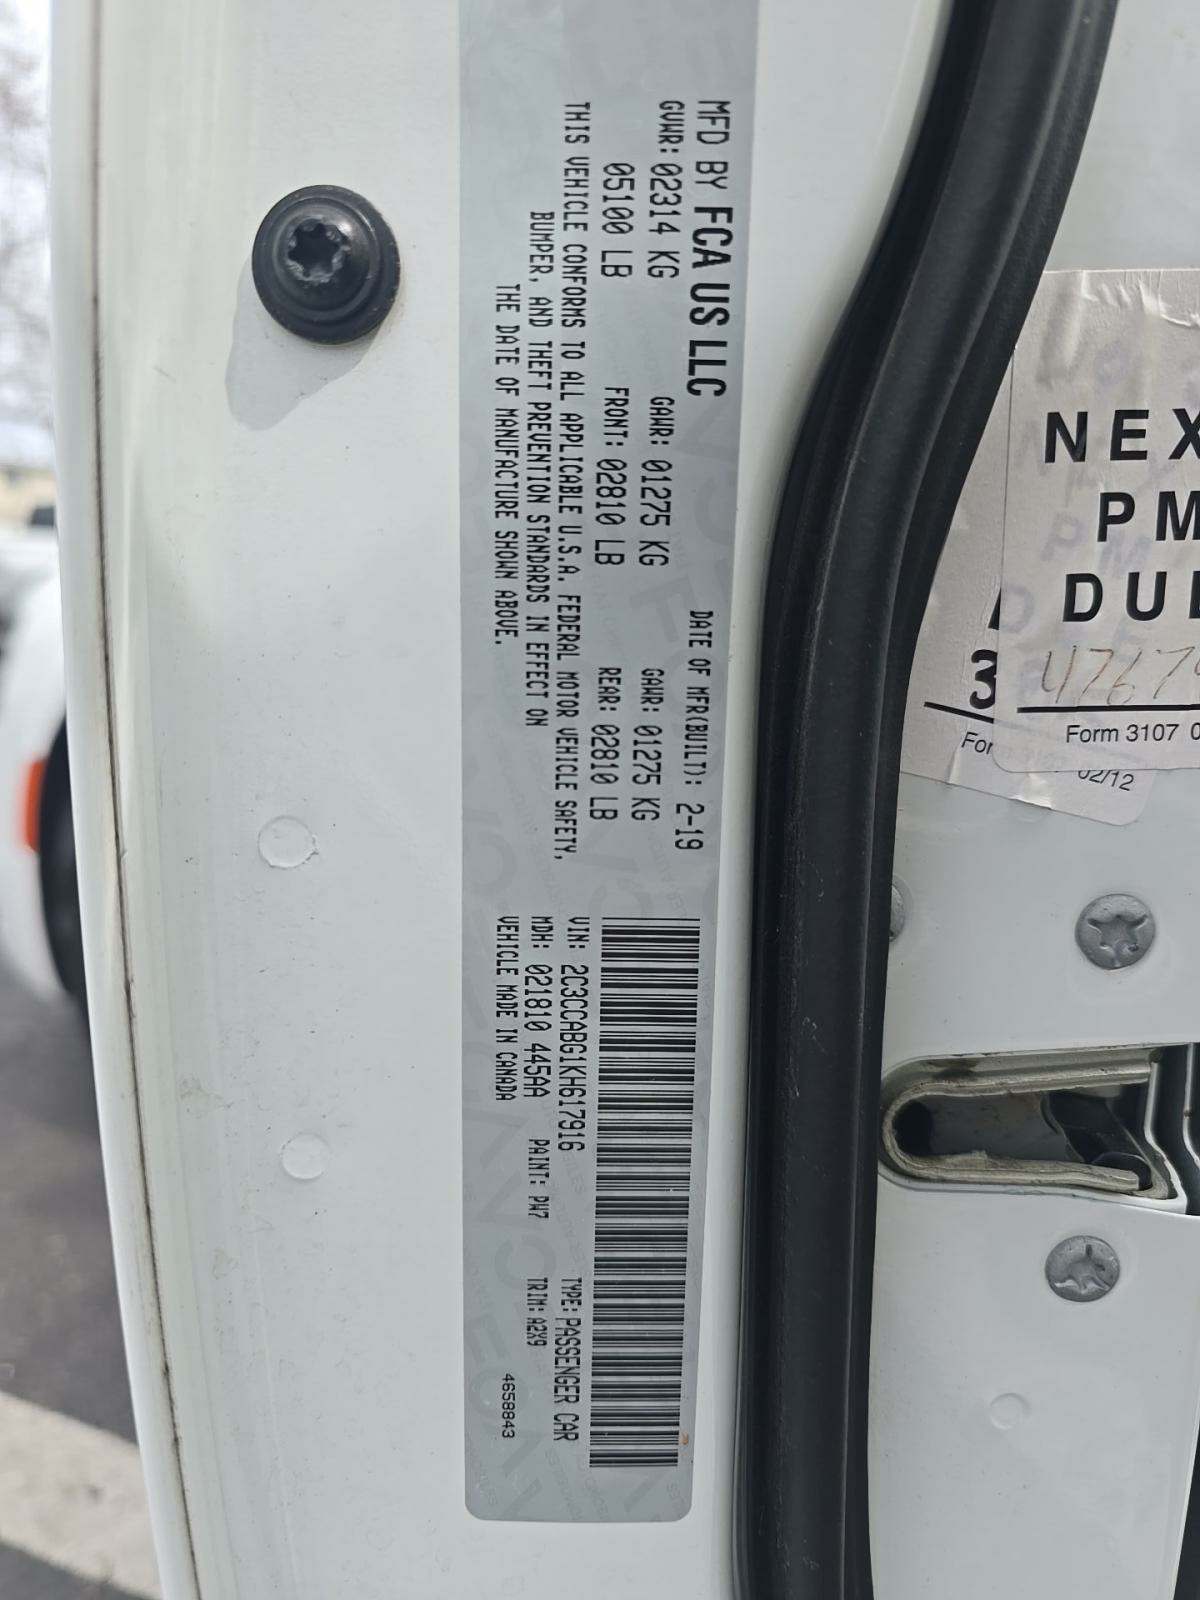 MFD BY FCA US LLC
DATE OF MFR(BUILT): 2-19
GVWR: 02314 KG
GAWR: 01275 KG
GAWR: 01275 KG
05100 LB
FRONT: 02810 LB
REAR: 02810 LB
THIS VEHICLE CONFORMS TO ALL APPLICABLE U.S.A. FEDERAL MOTOR VEHICLE SAFETY,
BUMPER, AND THEFT PREVENTION STANDARDS IN EFFECT ON
THE DATE OF MANUFACTURE SHOWN ABOVE.
VIN: 2C3CCABG1KH617916
TYPE: PASSENGER CAR
MDH: 021810 445AA
PAINT: PW7
TRIM: A2X9
VEHICLE MADE IN CANADA
4658843
NEX
PM
DU
4767
Form 3107 0
3
02/12